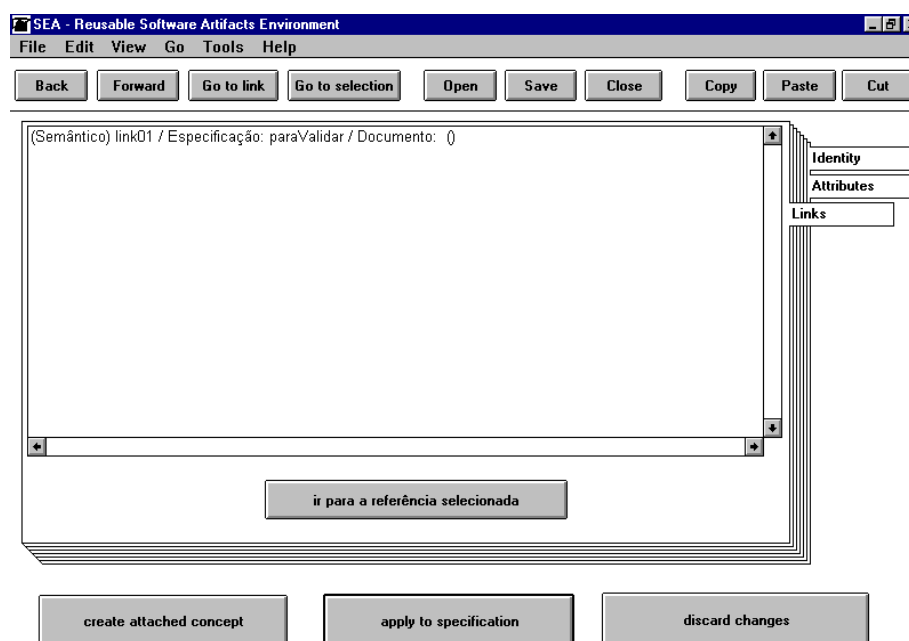 SEA - Reusable Software Artifacts Environment
File Edit View Go Tools Help
Back Forward Go to link Go to selection Open Save Close Copy Paste Cut
(Semântico) link01 / Especificação: paraValidar / Documento: ()
Identity
Attributes
Links
ir para a referência selecionada
create attached concept apply to specification discard changes